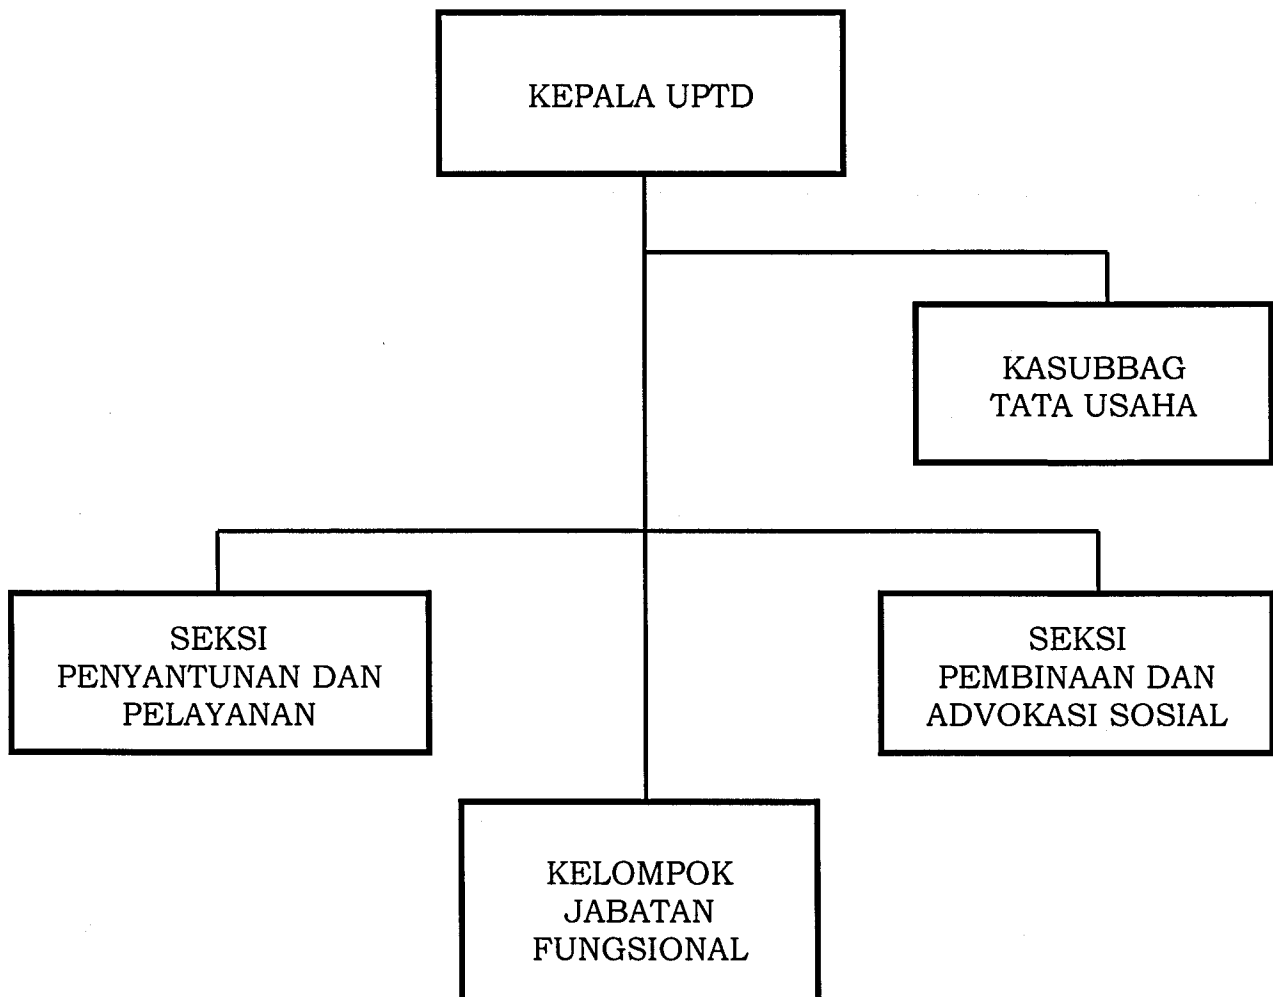 KEPALA UPTD
KASUBBAG
TATA USAHA
SEKSI
PENYANTUNAN DAN
PELAYANAN
SEKSI
PEMBINAAN DAN
ADVOKASI SOSIAL
KELOMPOK
JABATAN
FUNGSIONAL